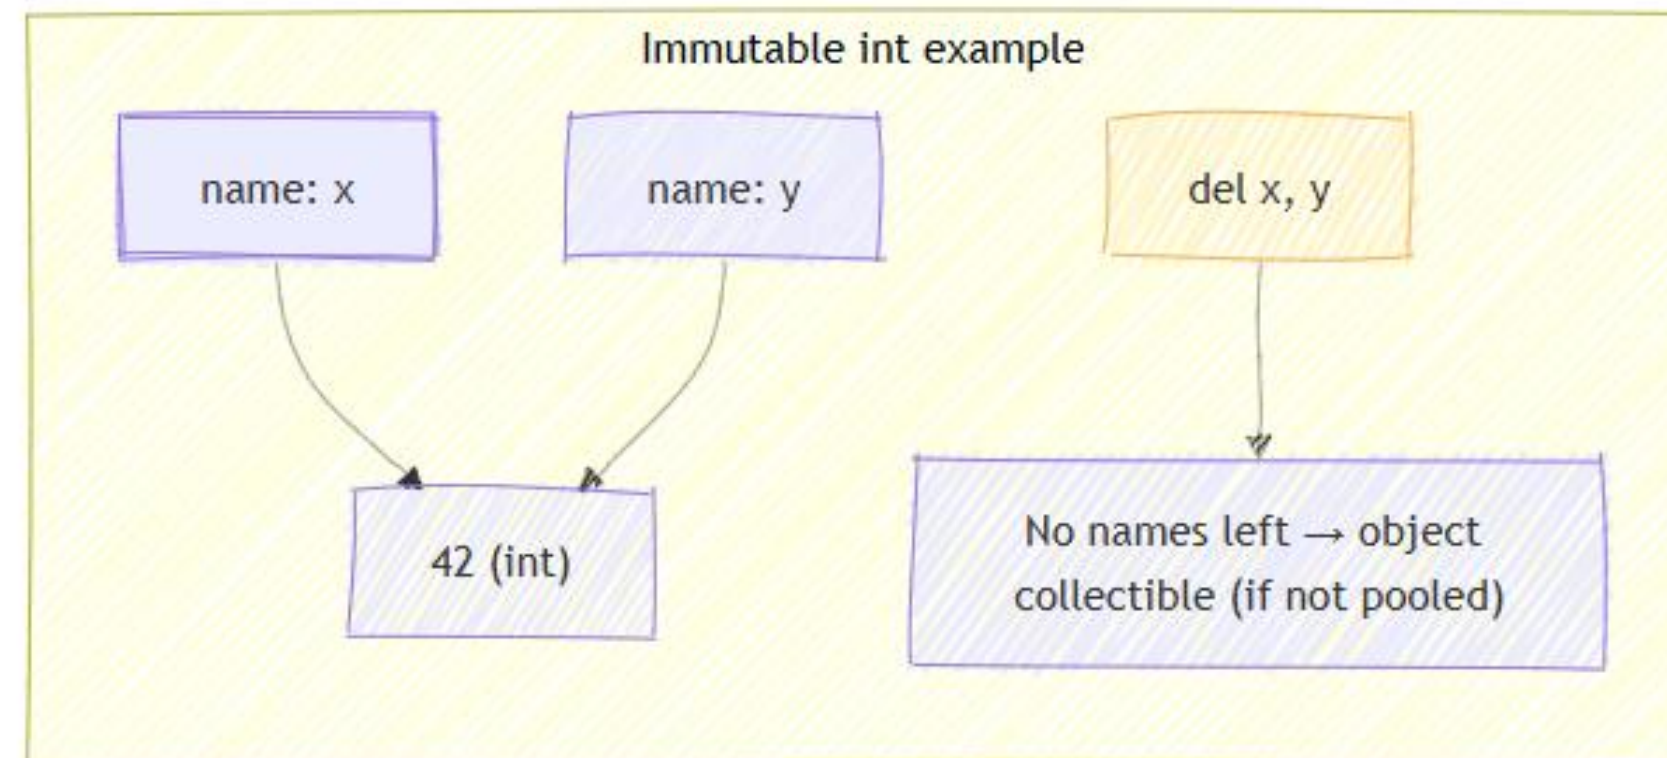 Immutable int example
name: x
name: y
del x, y
42 (int)
No names left → object
collectible (if not pooled)